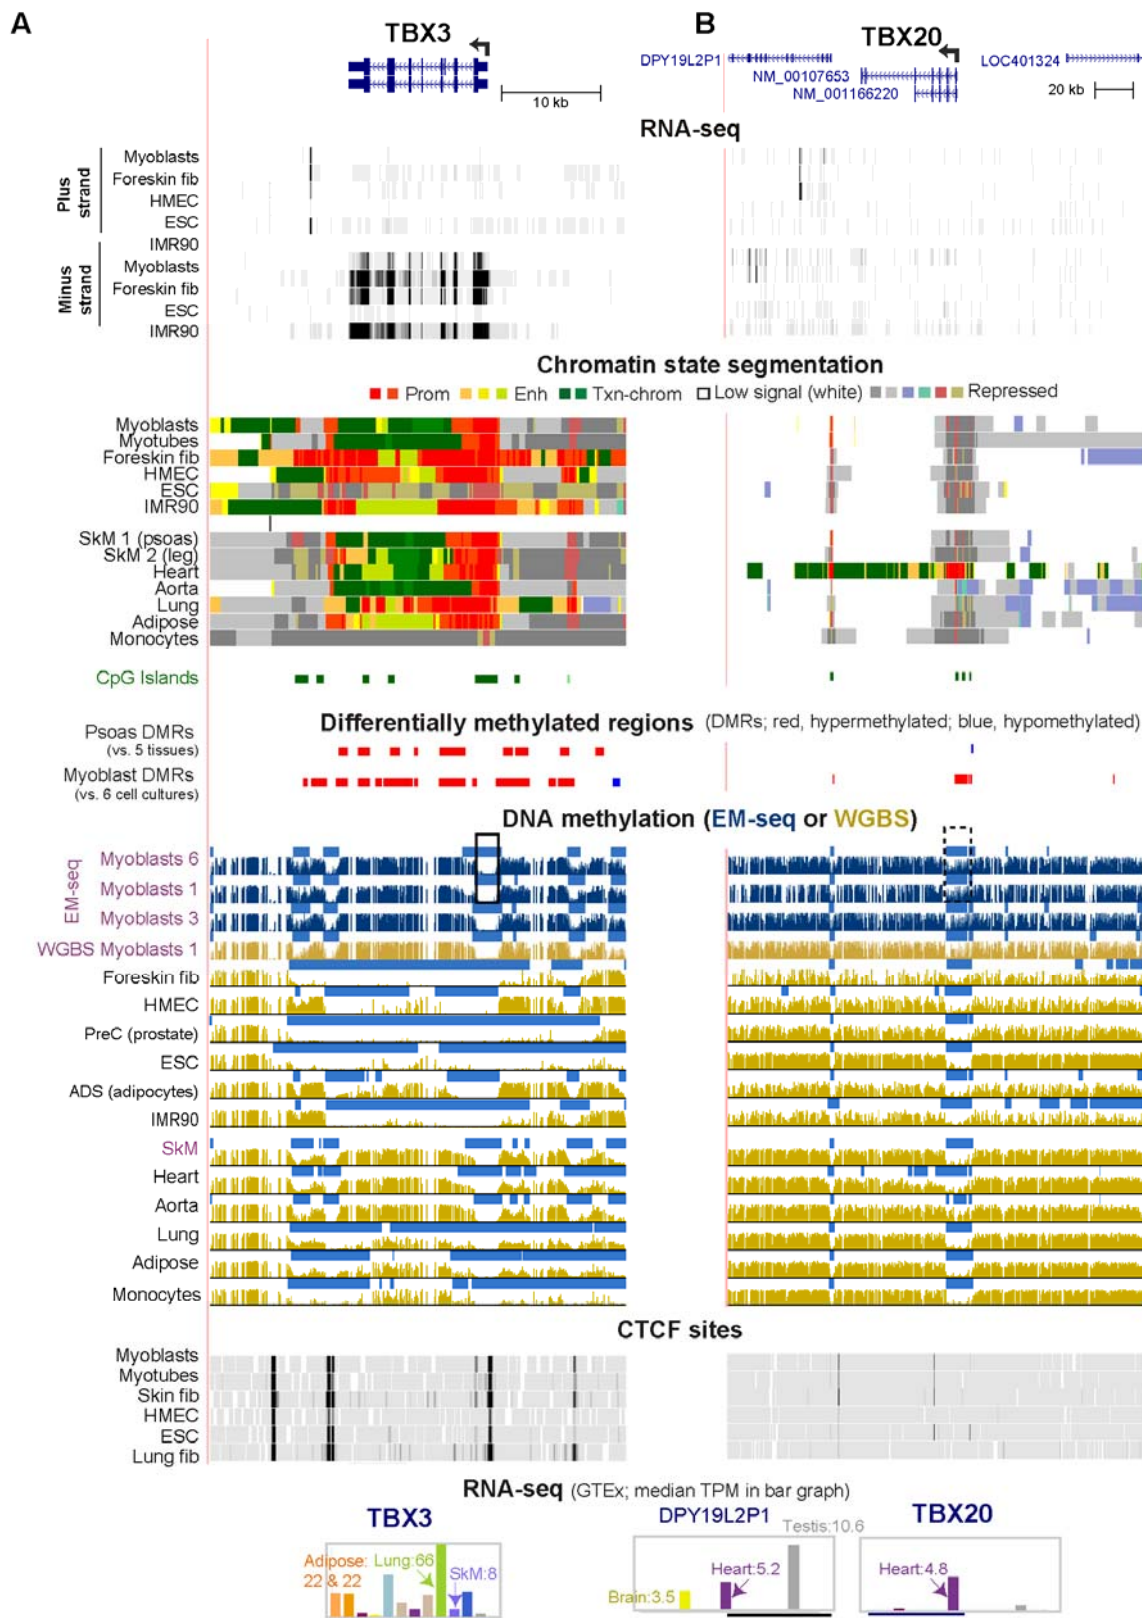 A
TBX3
10 kb
B
TBX20
DPY19L2P1
LOC401324
NM_00107653
NM_001166220
20 kb
RNA-seq
Plus strand
Myoblasts
Foreskin fib
HMEC
ESC
IMR90
Minus strand
Myoblasts
Foreskin fib
ESC
IMR90
Chromatin state segmentation
Prom Enh Txn-chrom Low signal (white) Repressed
Myoblasts
Myotubes
Foreskin fib
HMEC
ESC
IMR90
SkM 1 (psoas)
SkM 2 (leg)
Heart
Aorta
Lung
Adipose
Monocytes
CpG Islands
Differentially methylated regions (DMRs; red, hypermethylated; blue, hypomethylated)
Psoas DMRs
(vs. 5 tissues)
Myoblast DMRs
(vs. 6 cell cultures)
DNA methylation (EM-seq or WGBS)
EM-seq
Myoblasts 6
Myoblasts 1
Myoblasts 3
WGBS Myoblasts 1
Foreskin fib
HMEC
PreC (prostate)
ESC
ADS (adipocytes)
IMR90
SkM
Heart
Aorta
Lung
Adipose
Monocytes
CTCF sites
Myoblasts
Myotubes
Skin fib
HMEC
ESC
Lung fib
RNA-seq (GTEx; median TPM in bar graph)
TBX3
Adipose:
22 & 22
Lung:66
SkM:8
DPY19L2P1
Testis:10.6
Heart:5.2
Brain:3.5
TBX20
Heart:4.8